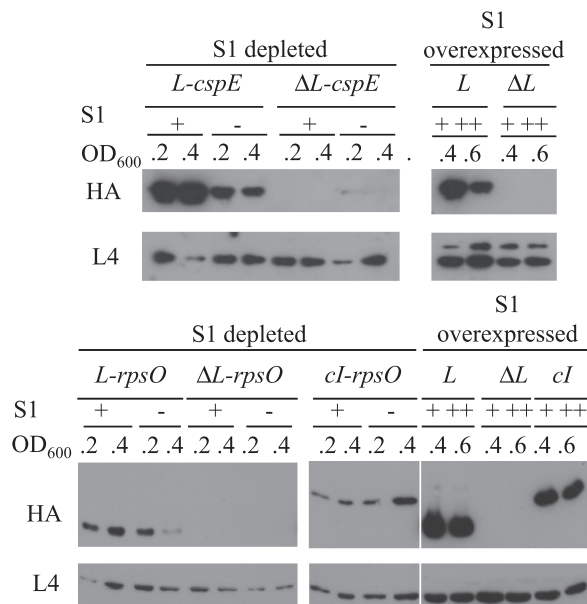 S1 depleted
S1 overexpressed
L-cspE ΔL-cspE L ΔL
S1 + - + - + ++ + ++
OD600 .2 .4 .2 .4 .2 .4 .2 .4 . .4 .6 .4 .6
HA
L4
S1 depleted
S1 overexpressed
L-rpsO ΔL-rpsO cI-rpsO L ΔL cI
S1 + - + - + - + ++ + ++ + ++
OD600 .2 .4 .2 .4 .2 .4 .2 .4 .2 .4 .2 .4 .4 .6 .4 .6 .4 .6
HA
L4